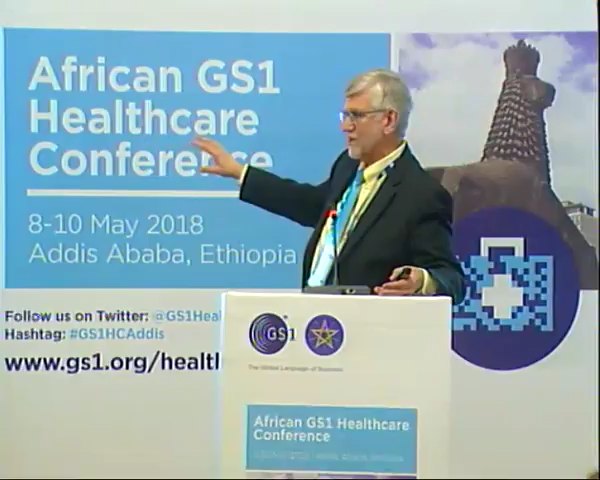 African GS1
Healthcare
Conference
8-10 May 2018
Addis Ababa, Ethiopia
Follow us on Twitter: @GS1Heal
Hashtag: #GS1HCAddis
www.gs1.org/healtl
GS1
The Global Language of Business
African GS1 Healthcare
Conference